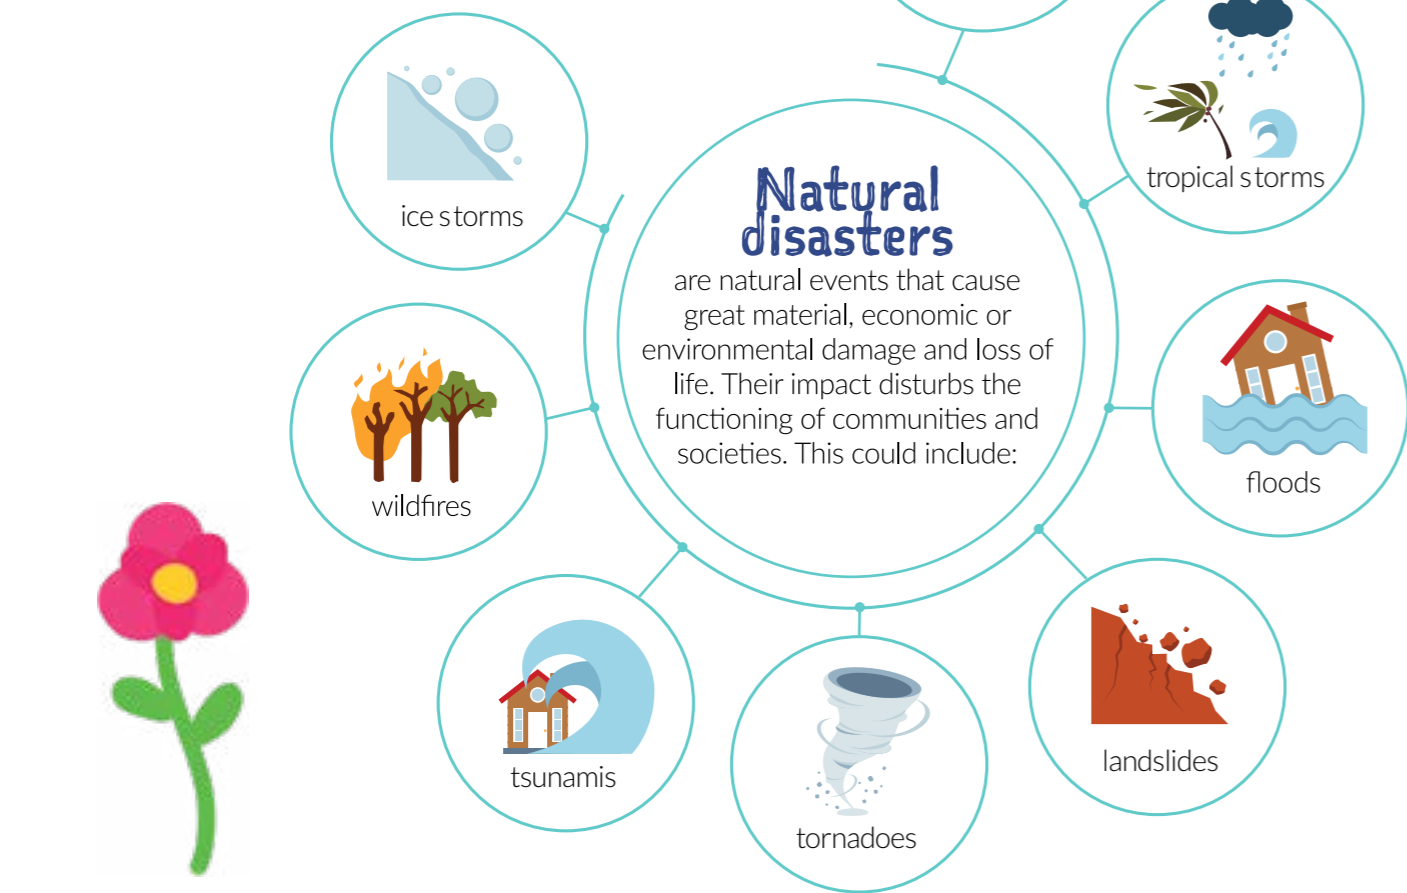 tropical storms
ice storms
Natural
disasters
are natural events that cause
great material, economic or
environmental damage and loss of
life. Their impact disturbs the
functioning of communities and
societies. This could include:
floods
wildfires
landslides
tsunamis
tornadoes